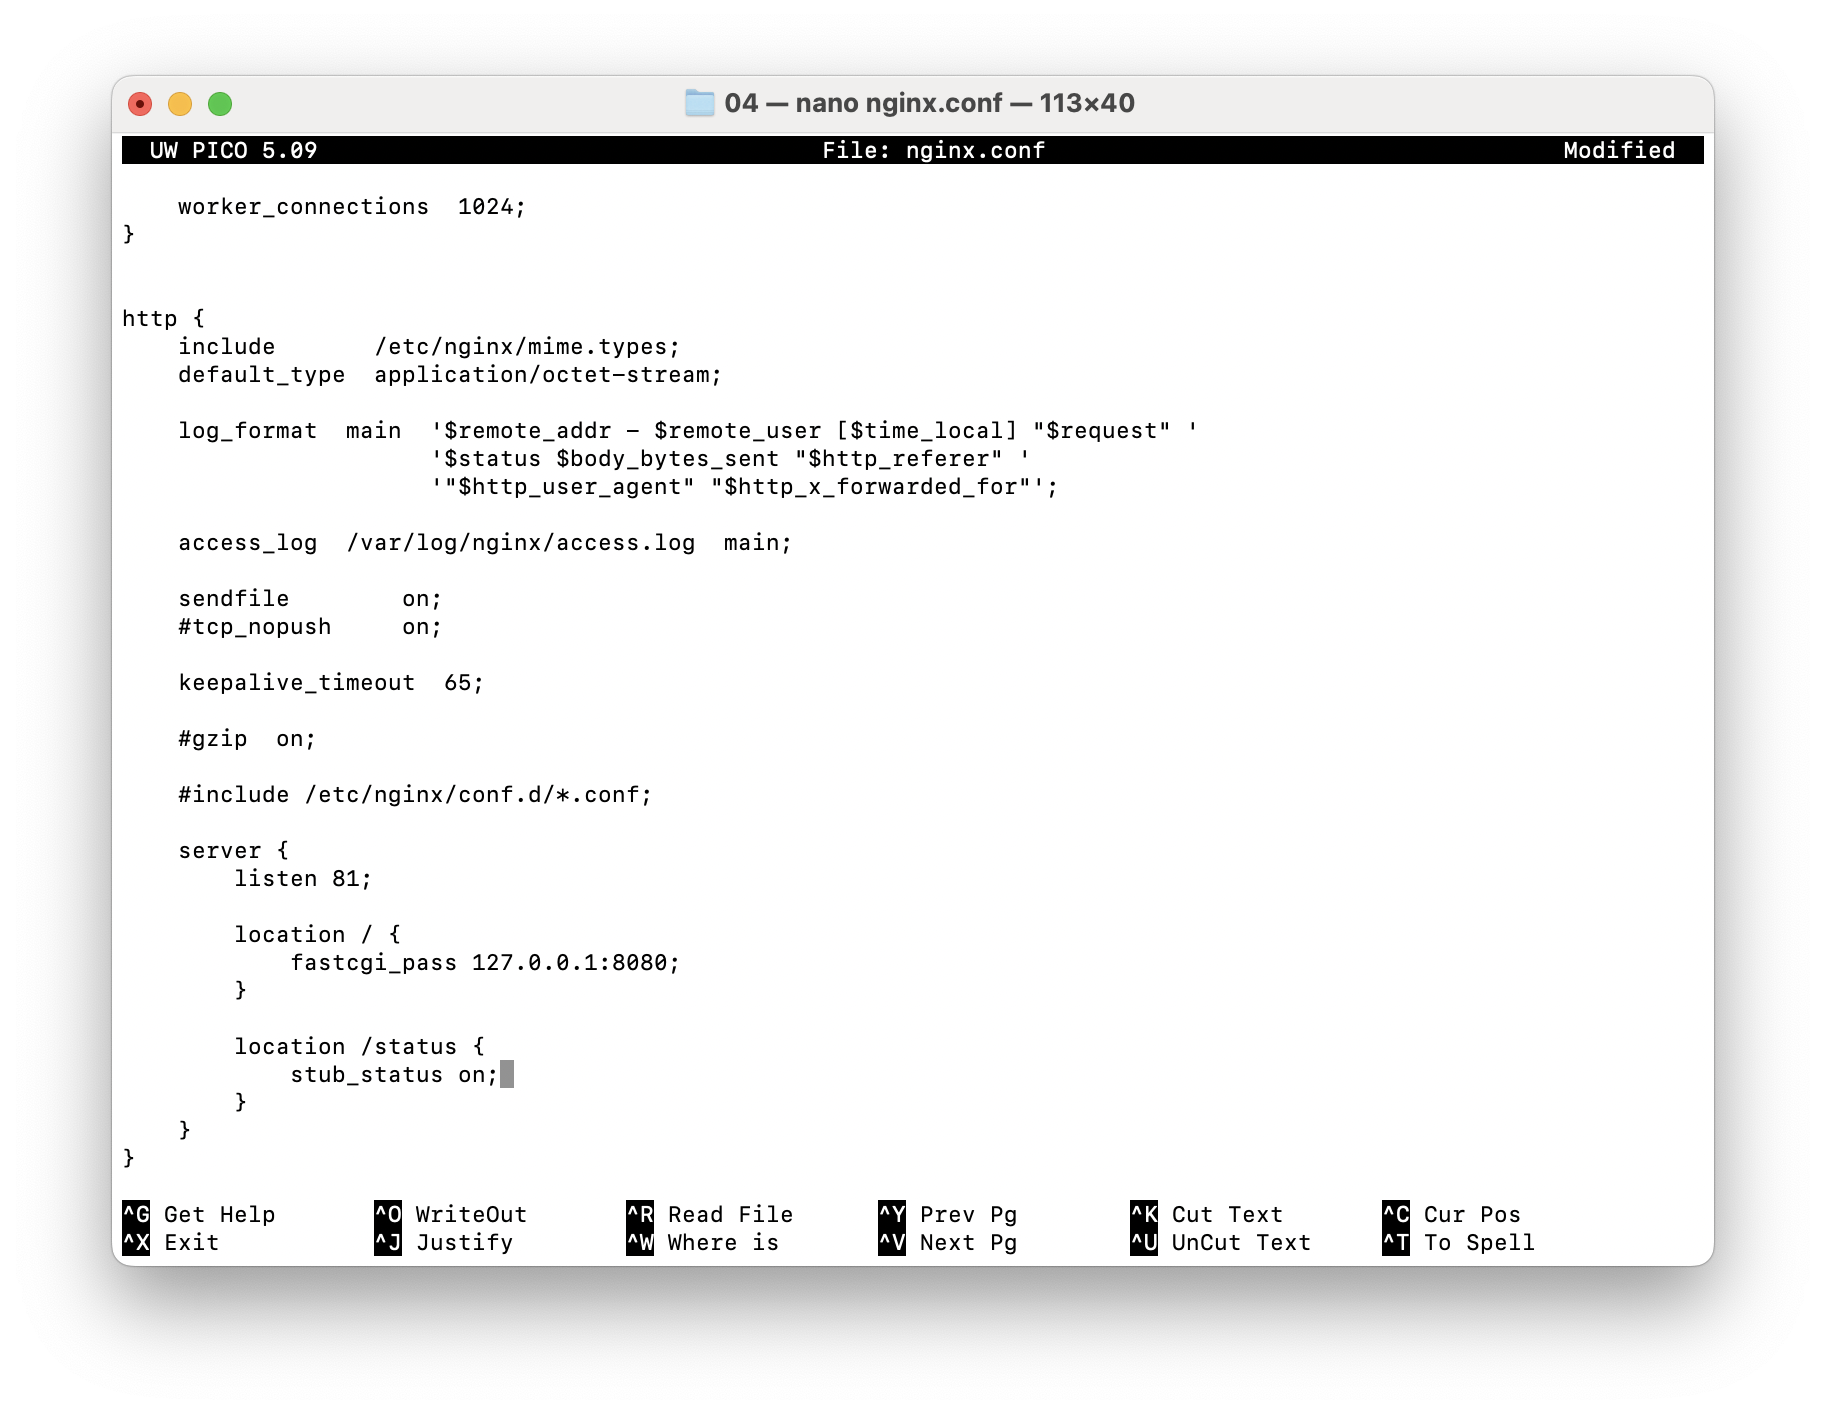 04 — nano nginx.conf — 113×40
UW PICO 5.09 File: nginx.conf Modified
    worker_connections  1024;
}
http {
    include       /etc/nginx/mime.types;
    default_type  application/octet-stream;
    log_format  main  '$remote_addr - $remote_user [$time_local] "$request" '
                      '$status $body_bytes_sent "$http_referer" '
                      '"$http_user_agent" "$http_x_forwarded_for"';
    access_log  /var/log/nginx/access.log  main;
    sendfile        on;
    #tcp_nopush     on;
    keepalive_timeout  65;
    #gzip  on;
    #include /etc/nginx/conf.d/*.conf;
    server {
        listen 81;
        location / {
            fastcgi_pass 127.0.0.1:8080;
        }
        location /status {
            stub_status on;
        }
    }
}
^G Get Help ^O WriteOut ^R Read File ^Y Prev Pg ^K Cut Text ^C Cur Pos
^X Exit ^J Justify ^W Where is ^V Next Pg ^U UnCut Text ^T To Spell